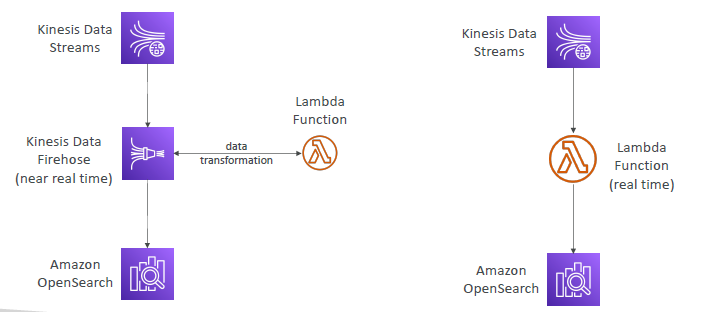 Kinesis Data
Streams
Lambda
Function
Kinesis Data
Firehose
(near real time)
data
transformation
Amazon
OpenSearch
Kinesis Data
Streams
Lambda
Function
(real time)
Amazon
OpenSearch